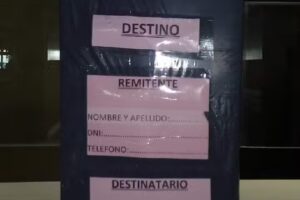 DESTINO
REMITENTE
NOMBRE Y APELLIDO:............
DNI:..................................
TELEFONO:........................
DESTINATARIO